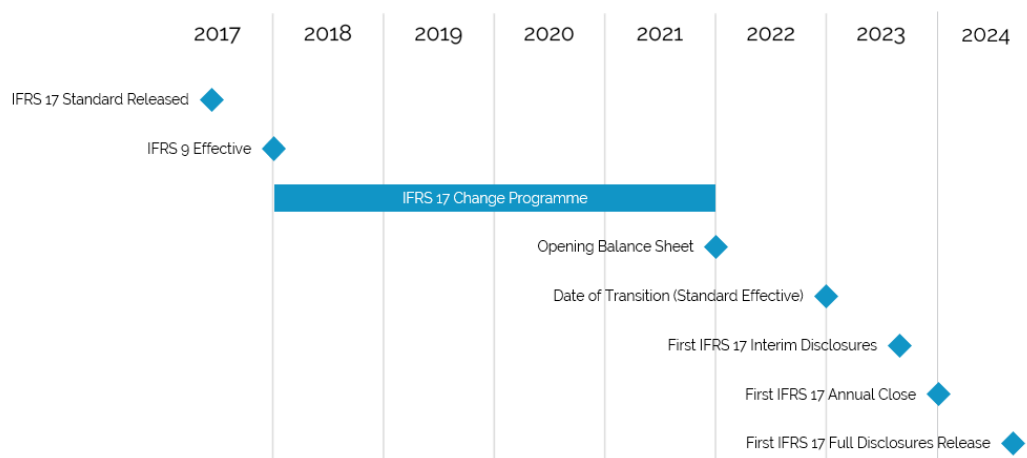 2017 2018 2019 2020 2021 2022 2023 2024
IFRS 17 Standard Released
IFRS 9 Effective
IFRS 17 Change Programme
Opening Balance Sheet
Date of Transition (Standard Effective)
First IFRS 17 Interim Disclosures
First IFRS 17 Annual Close
First IFRS 17 Full Disclosures Release